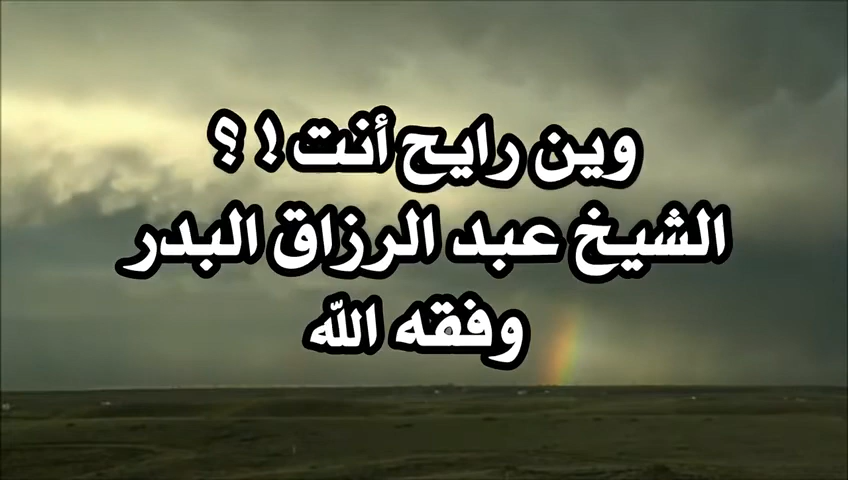 وين رايح أنت ! ؟
الشيخ عبد الرزاق البدر
وفقه الله